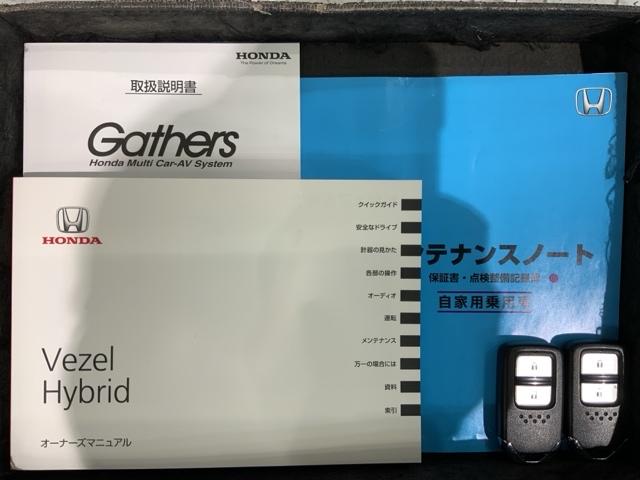 HONDA
The Power of Dreams
取扱説明書
Gathers
Honda Multi Car-AV System
HONDA
Vezel
Hybrid
オーナーズマニュアル
クイックガイド
安全なドライブ
計器の見かた
各部の操作
オーディオ
運転
メンテナンス
万一の場合には
資料
索引
テナンスノート
保証書・点検整備記録簿
自家用乗用車